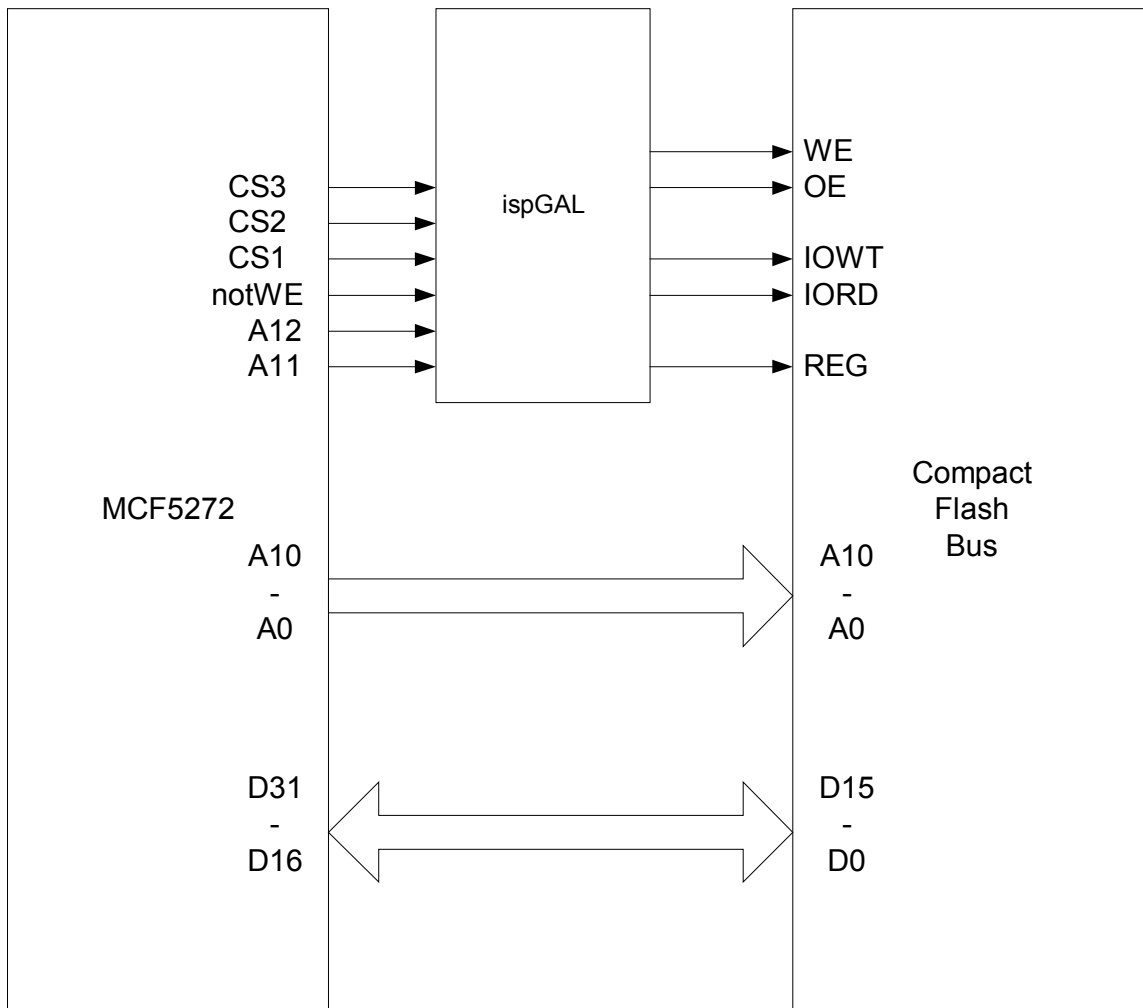 CS3
CS2
CS1
notWE
A12
A11
ispGAL
WE
OE
IOWT
IORD
REG
MCF5272
Compact
Flash
Bus
A10
-
A0
A10
-
A0
D31
-
D16
D15
-
D0